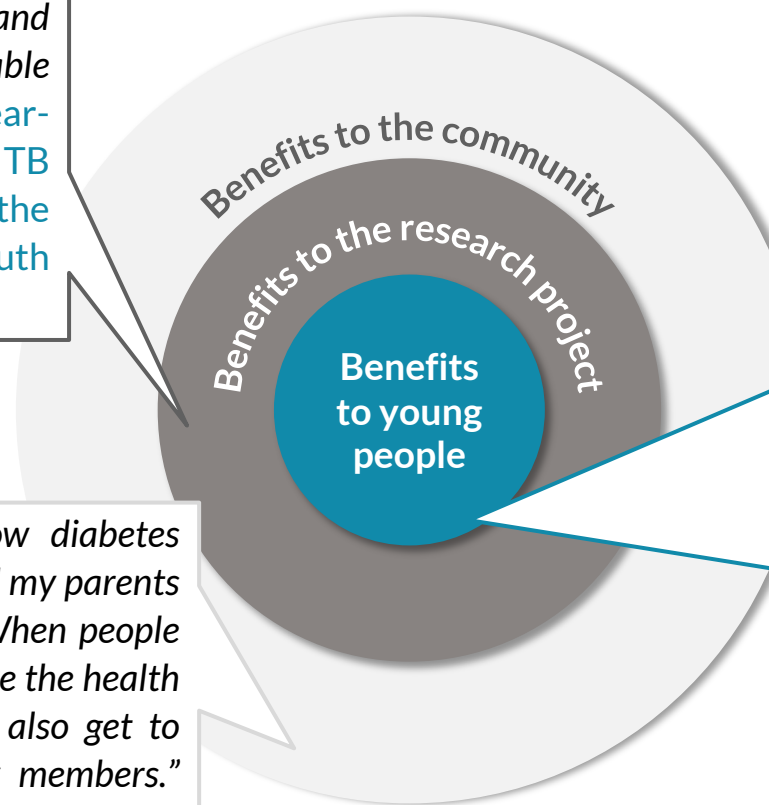 and
able
ear-
TB
the
uth
Benefits to the community
Benefits to the research project
Benefits
to young
people
ow diabetes
my parents
When people
e the health
also get to
members.”